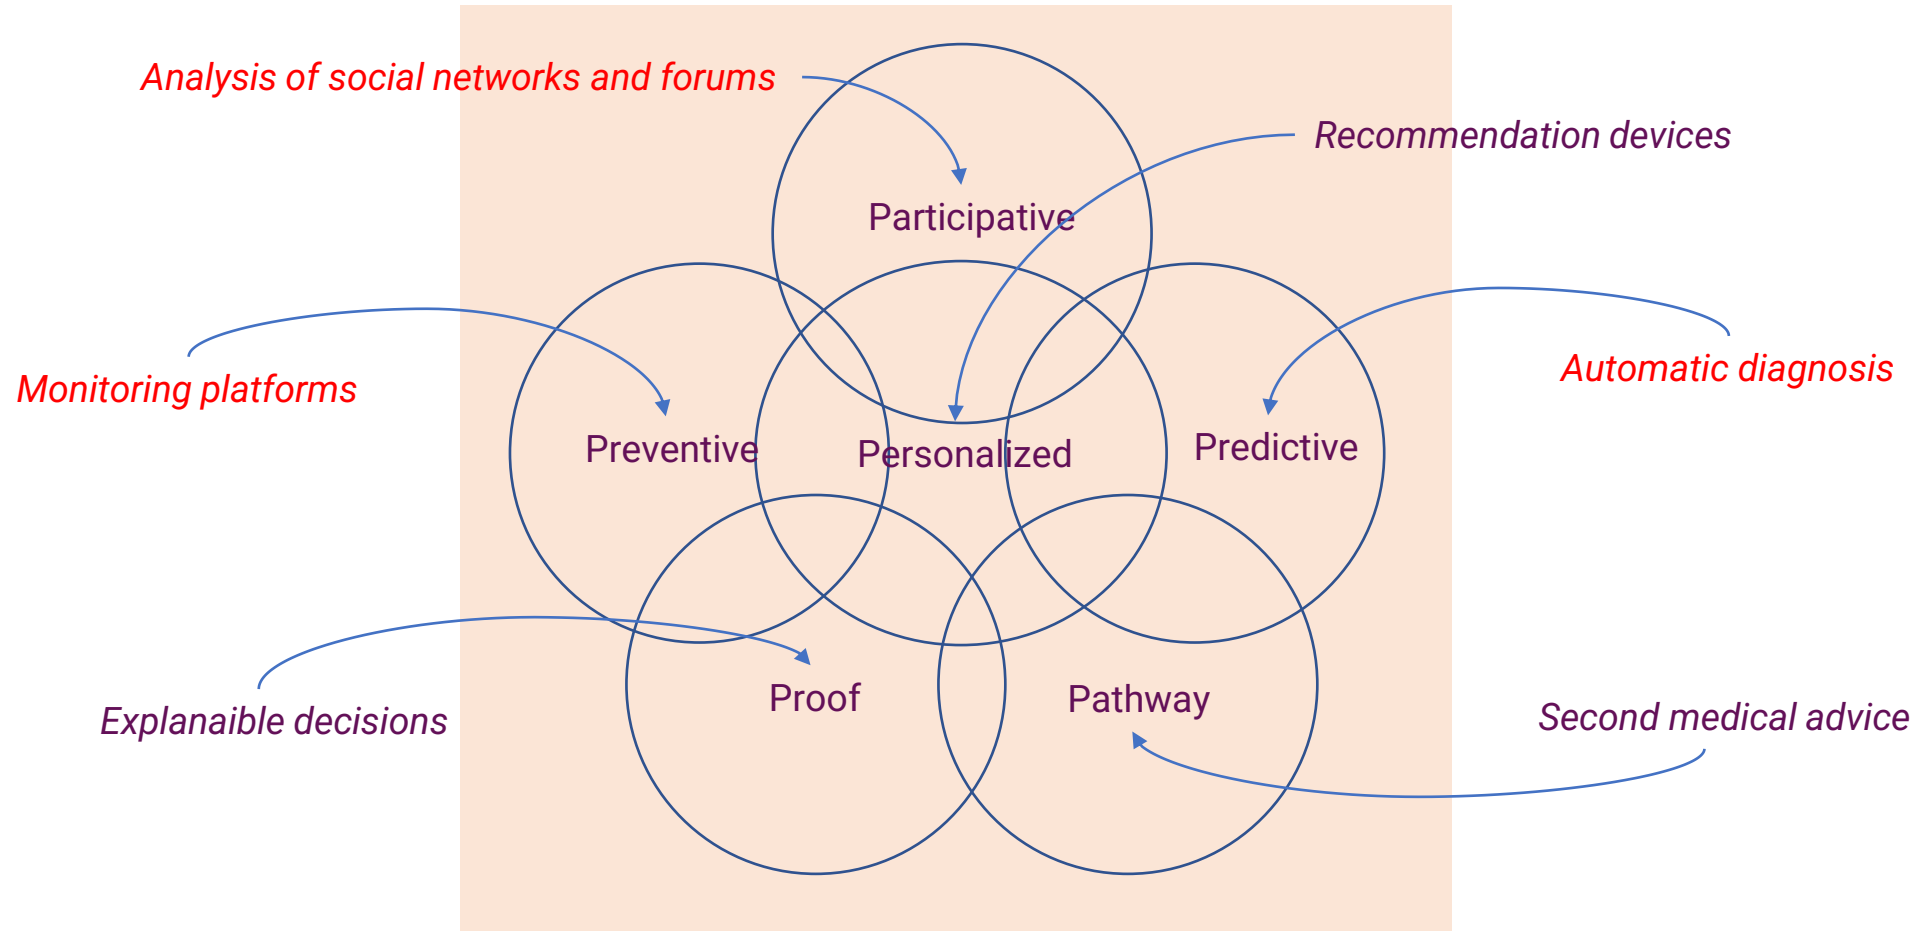 Analysis of social networks and forums
Recommendation devices
Participative
Monitoring platforms
Automatic diagnosis
Preventive
Personalized
Predictive
Explanaible decisions
Proof
Pathway
Second medical advice